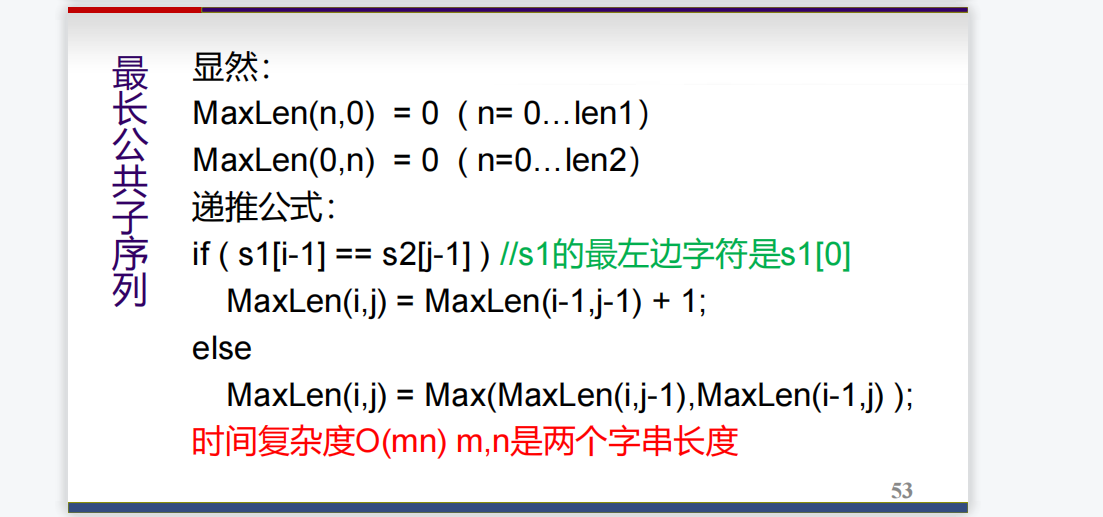 最长公共子序列
显然：
MaxLen(n,0) = 0 ( n= 0…len1）
MaxLen(0,n) = 0 ( n=0…len2）
递推公式：
if ( s1[i-1] == s2[j-1] ) //s1的最左边字符是s1[0]
MaxLen(i,j) = MaxLen(i-1,j-1) + 1;
else
MaxLen(i,j) = Max(MaxLen(i,j-1),MaxLen(i-1,j) );
时间复杂度O(mn) m,n是两个字串长度
53